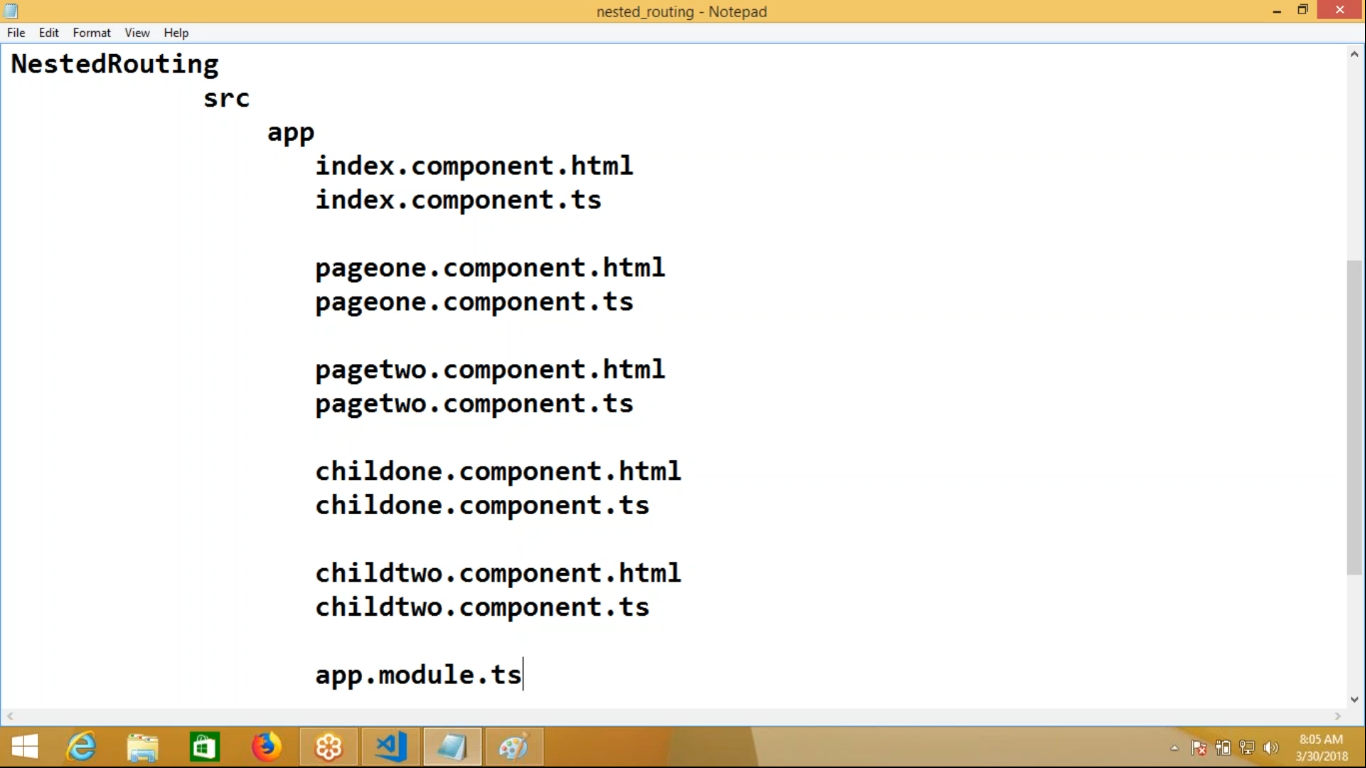 nested_routing - Notepad
File Edit Format View Help
NestedRouting
src
app
index.component.html
index.component.ts
pageone.component.html
pageone.component.ts
pagetwo.component.html
pagetwo.component.ts
childone.component.html
childone.component.ts
childtwo.component.html
childtwo.component.ts
app.module.ts
8:05 AM
3/30/2018